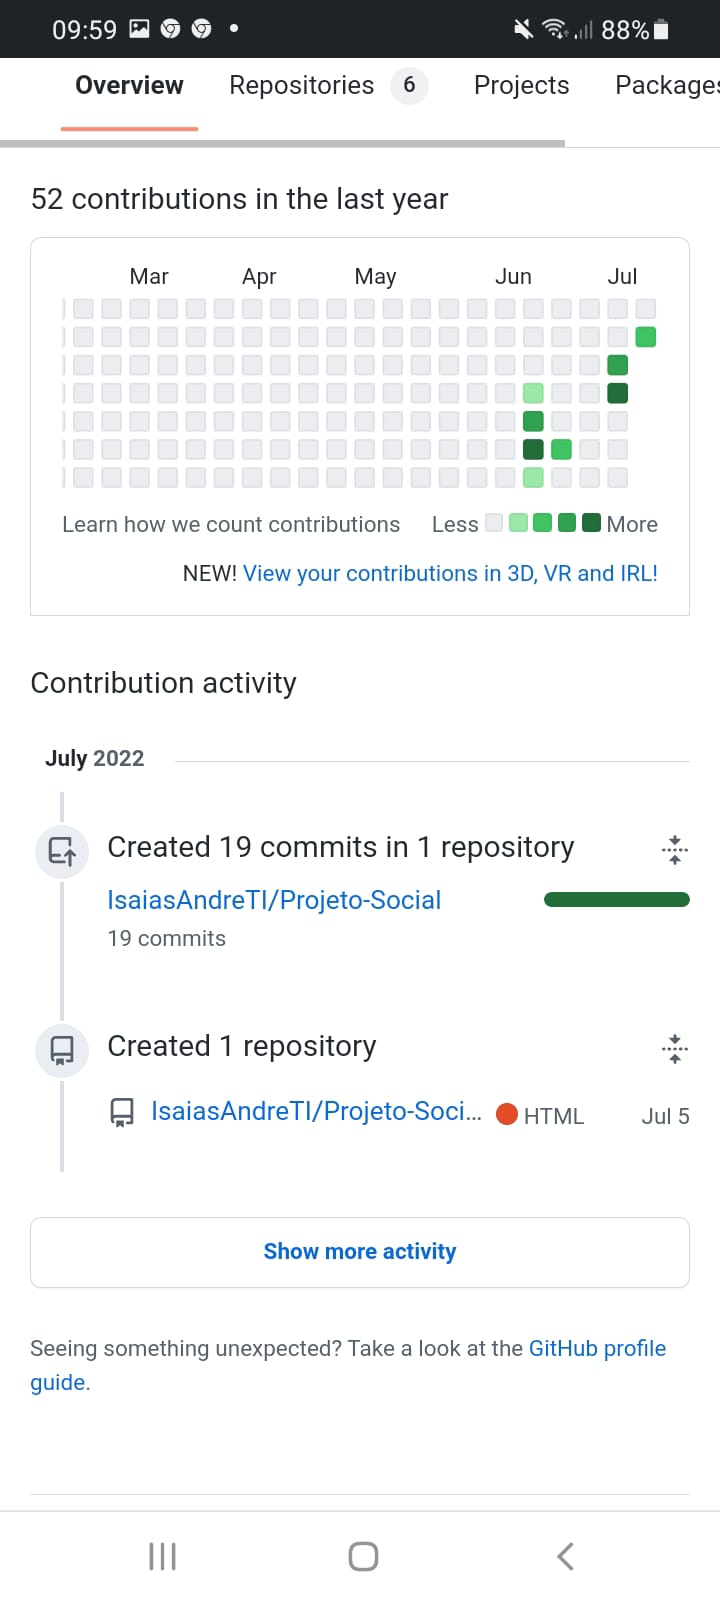 09:59
88%
Overview Repositories 6 Projects Packages
52 contributions in the last year
Mar Apr May Jun Jul
Learn how we count contributions Less More
NEW! View your contributions in 3D, VR and IRL!
Contribution activity
July 2022
Created 19 commits in 1 repository
IsaiasAndreTI/Projeto-Social
19 commits
Created 1 repository
IsaiasAndreTI/Projeto-Soci... HTML Jul 5
Show more activity
Seeing something unexpected? Take a look at the GitHub profile
guide.